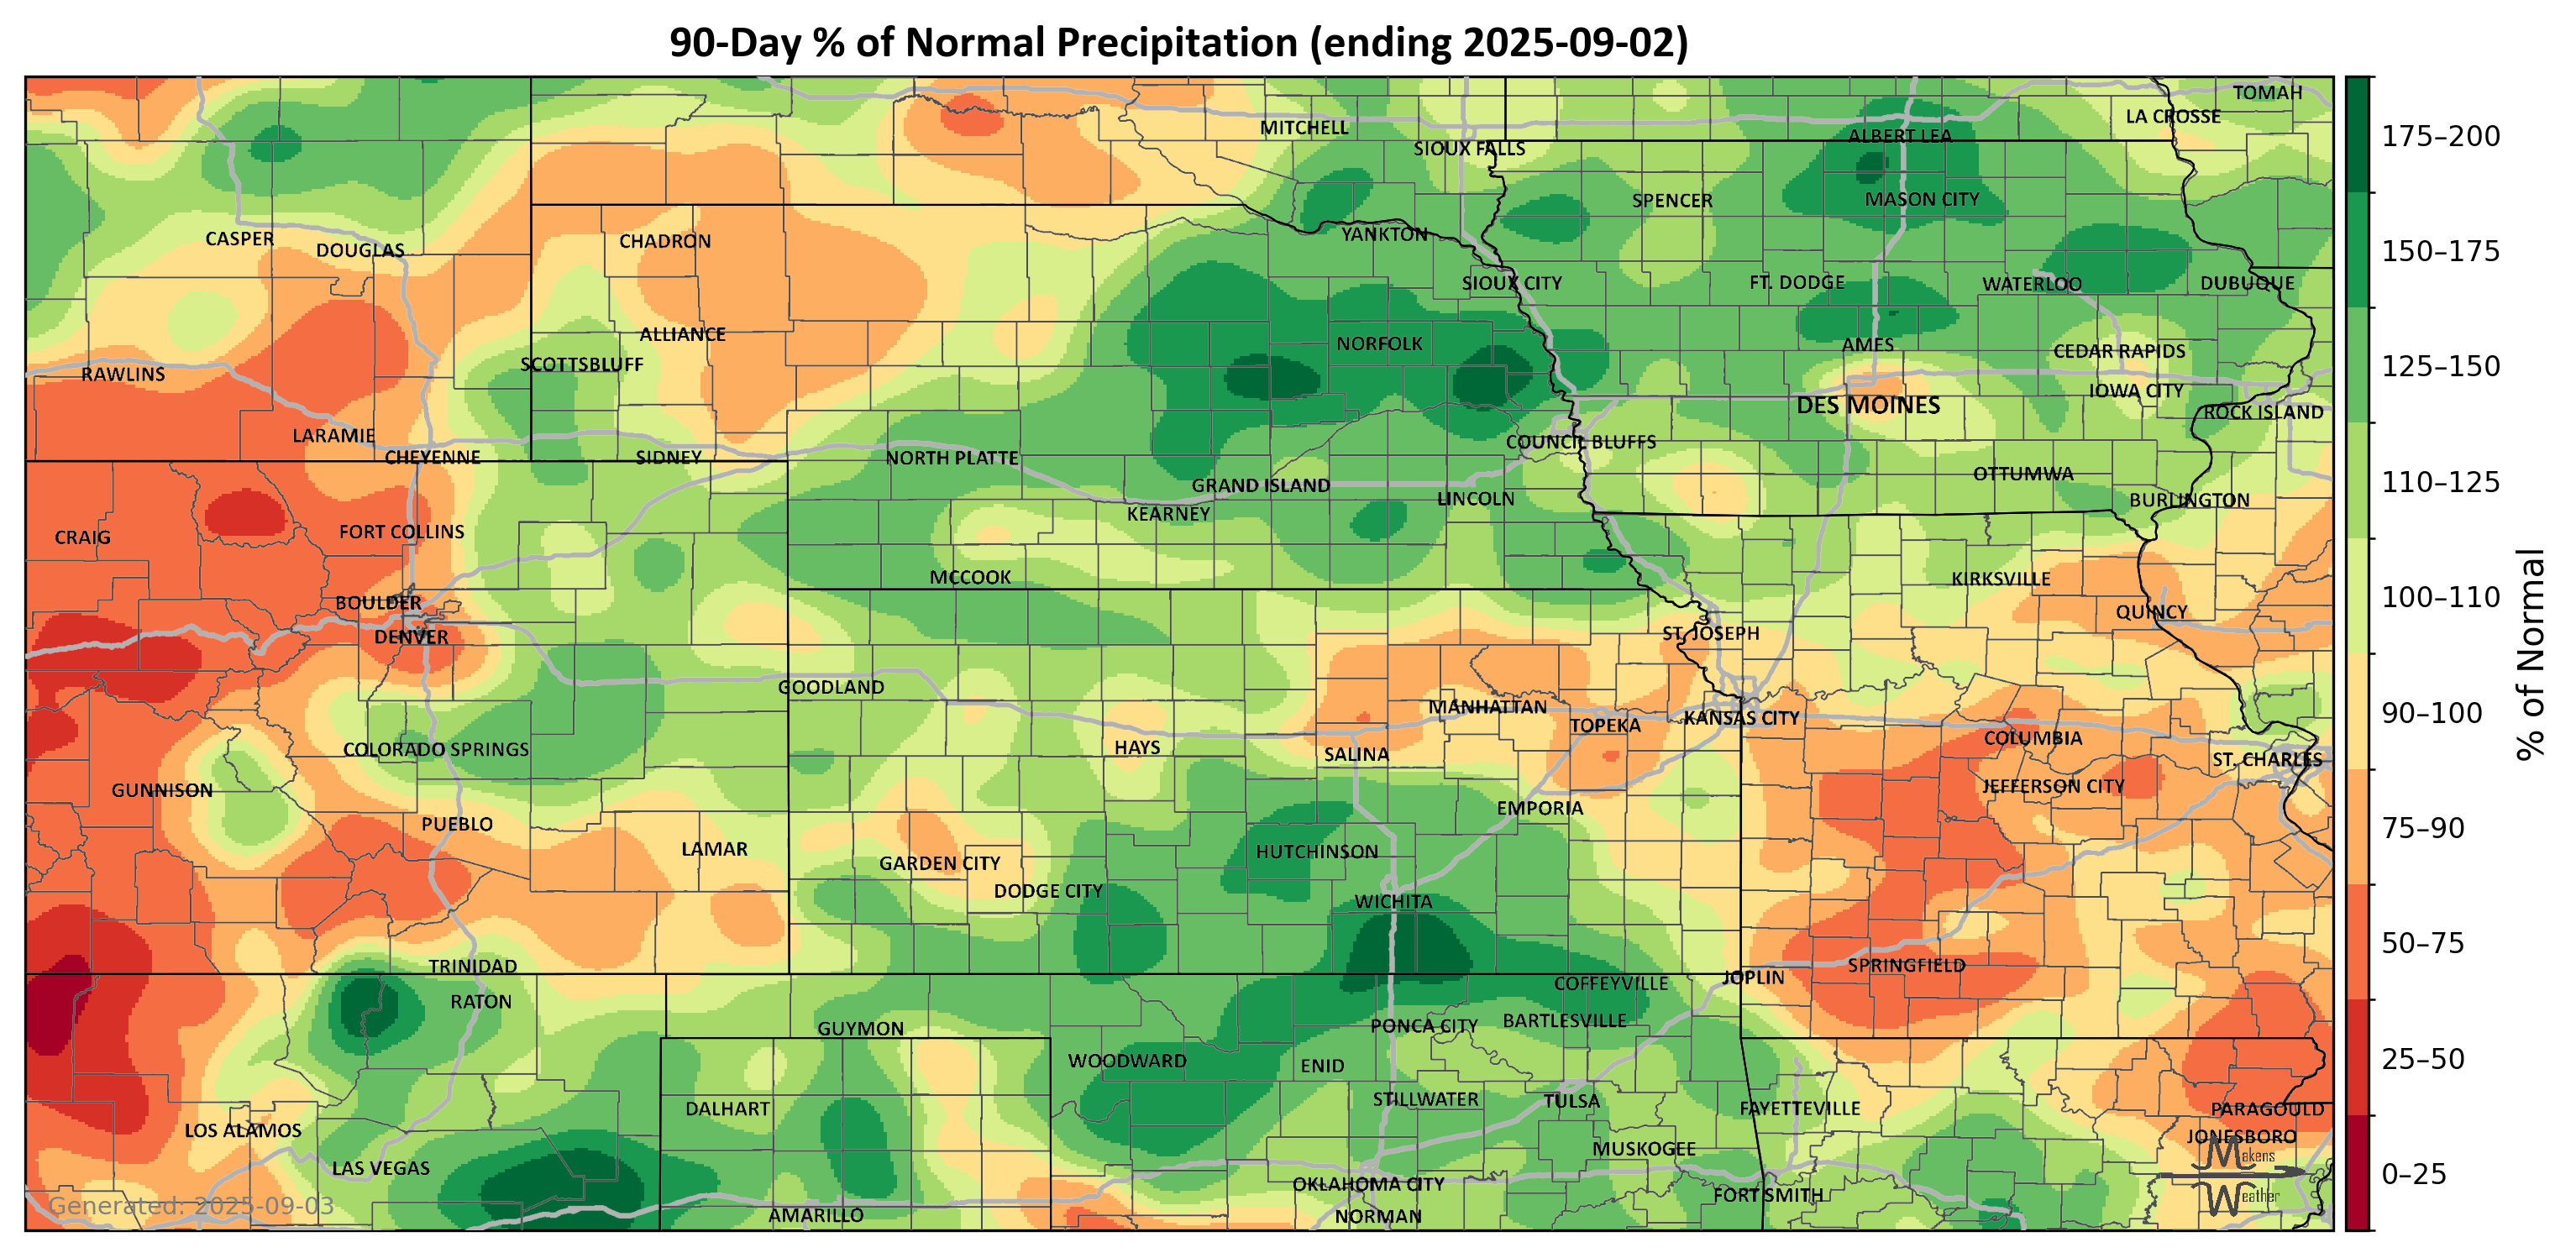 90-Day % of Normal Precipitation (ending 2025-09-02)
TOMAH
LA CROSSE
MITCHELL
ALBERT LEA
SIOUX FALLS
SPENCER
MASON CITY
CASPER
DOUGLAS
CHADRON
YANKTON
SIOUX CITY
FT. DODGE
WATERLOO
DUBUQUE
ALLIANCE
NORFOLK
AMES
CEDAR RAPIDS
SCOTTSBLUFF
RAWLINS
IOWA CITY
DES MOINES
ROCK ISLAND
LARAMIE
COUNCIL BLUFFS
CHEYENNE
SIDNEY
NORTH PLATTE
OTTUMWA
GRAND ISLAND
LINCOLN
BURLINGTON
KEARNEY
CRAIG
FORT COLLINS
MCCOOK
KIRKSVILLE
BOULDER
QUINCY
DENVER
ST. JOSEPH
GOODLAND
MANHATTAN
TOPEKA
KANSAS CITY
COLUMBIA
COLORADO SPRINGS
HAYS
SALINA
ST. CHARLES
GUNNISON
JEFFERSON CITY
EMPORIA
PUEBLO
LAMAR
HUTCHINSON
GARDEN CITY
DODGE CITY
WICHITA
TRINIDAD
SPRINGFIELD
JOPLIN
COFFEYVILLE
RATON
GUYMON
PONCA CITY
BARTLESVILLE
WOODWARD
ENID
STILLWATER
TULSA
DALHART
FAYETTEVILLE
PARAGOULD
LOS ALAMOS
JONESBORO
MUSKOGEE
LAS VEGAS
OKLAHOMA CITY
FORT SMITH
AMARILLO
NORMAN
Generated: 2025-09-03
Makens
Weather
175–200
150–175
125–150
110–125
100–110
90–100
75–90
50–75
25–50
0–25
% of Normal